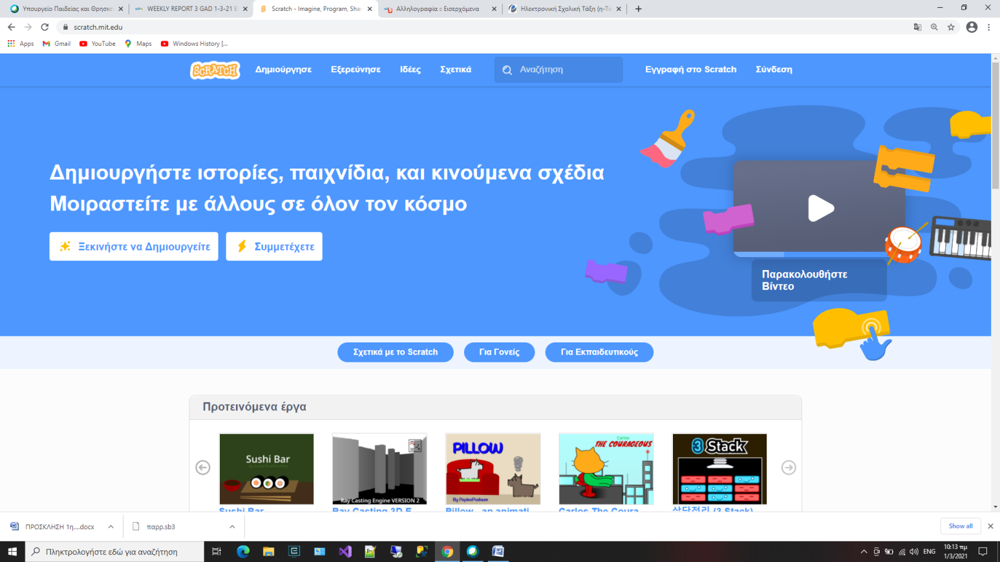 Υπουργείο Παιδείας και Θρησκε
WEEKLY REPORT 3 GAD 1-3-21 E
Scratch - Imagine, Program, Shar
Αλληλογραφία :: Εισερχόμενα
Ηλεκτρονική Σχολική Τάξη (η-Τά
scratch.mit.edu
Apps
Gmail
YouTube
Maps
Windows History [...
SCRATCH
Δημιούργησε
Εξερεύνησε
Ιδέες
Σχετικά
Αναζήτηση
Εγγραφή στο Scratch
Σύνδεση
Δημιουργήστε ιστορίες, παιχνίδια, και κινούμενα σχέδια
Μοιραστείτε με άλλους σε όλον τον κόσμο
Ξεκινήστε να Δημιουργείτε
Συμμετέχετε
Παρακολουθήστε
Βίντεο
Σχετικά με το Scratch
Για Γονείς
Για Εκπαιδευτικούς
Προτεινόμενα έργα
Sushi Bar
Ray Casting Engine VERSION 2
PILLOW
By PapinoPusheen
Carlos
THE COURAGEOUS
3 Stack
Sushi Bar
Ray Casting 3D E
Pillow - an animati
Carlos The Coura
상당정리 (3 Stack)
ΠΡΟΣΚΛΗΣΗ 1η....docx
παρρ.sb3
Show all
Πληκτρολογήστε εδώ για αναζήτηση
ENG
10:13 πμ
1/3/2021